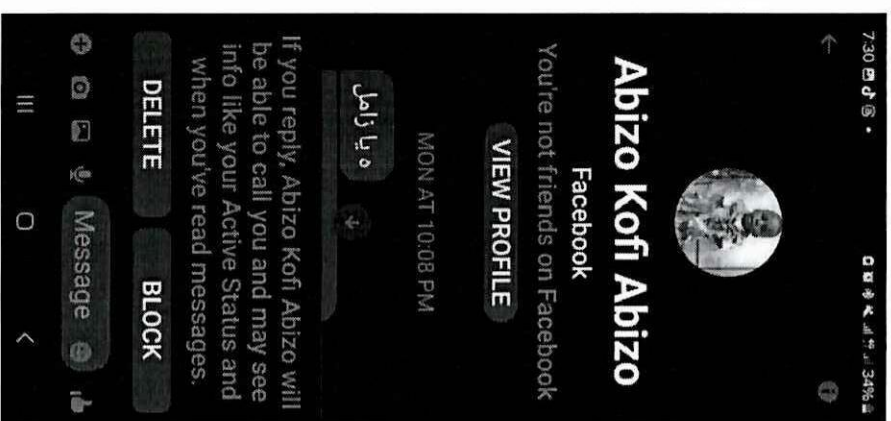 7:30
34%
Abizo Kofi Abizo
Facebook
You're not friends on Facebook
VIEW PROFILE
MON AT 10:08 PM
ه يا زامل
If you reply, Abizo Kofi Abizo will
be able to call you and may see
info like your Active Status and
when you've read messages.
DELETE
BLOCK
Message